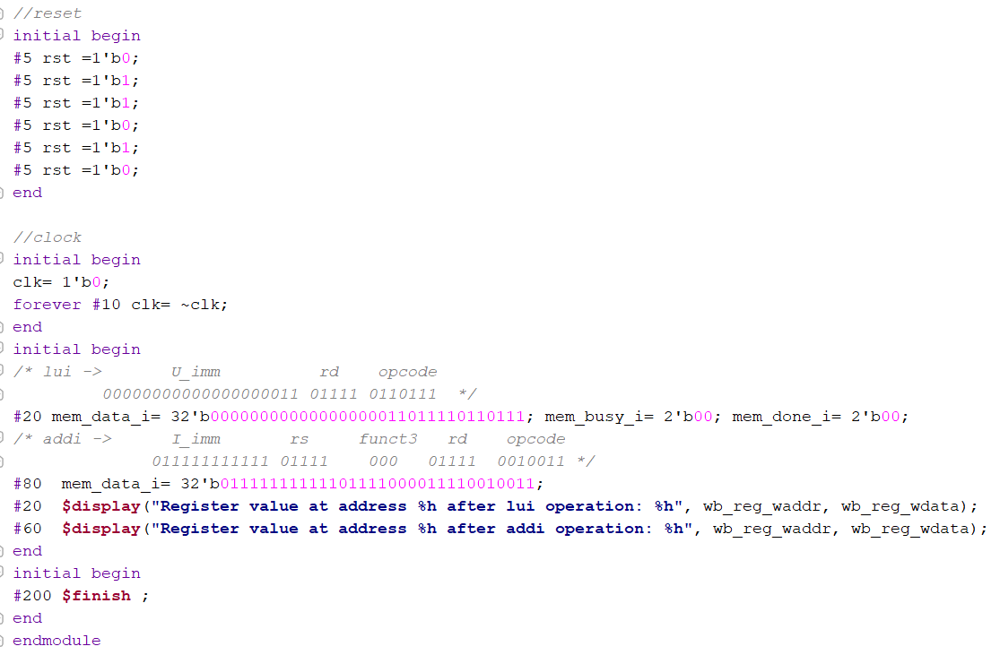 //reset
initial begin
#5 rst =1'b0;
#5 rst =1'b1;
#5 rst =1'b1;
#5 rst =1'b0;
#5 rst =1'b1;
#5 rst =1'b0;
end
//clock
initial begin
clk= 1'b0;
forever #10 clk= ~clk;
end
initial begin
/* lui -> U_imm rd opcode
00000000000000000011 01111 0110111 */
#20 mem_data_i= 32'b00000000000000000011011110110111; mem_busy_i= 2'b00; mem_done_i= 2'b00;
/* addi -> I_imm rs funct3 rd opcode
011111111111 01111 000 01111 0010011 */
#80 mem_data_i= 32'b01111111111101111000011110010011;
#20 $display("Register value at address %h after lui operation: %h", wb_reg_waddr, wb_reg_wdata);
#60 $display("Register value at address %h after addi operation: %h", wb_reg_waddr, wb_reg_wdata);
end
initial begin
#200 $finish ;
end
endmodule